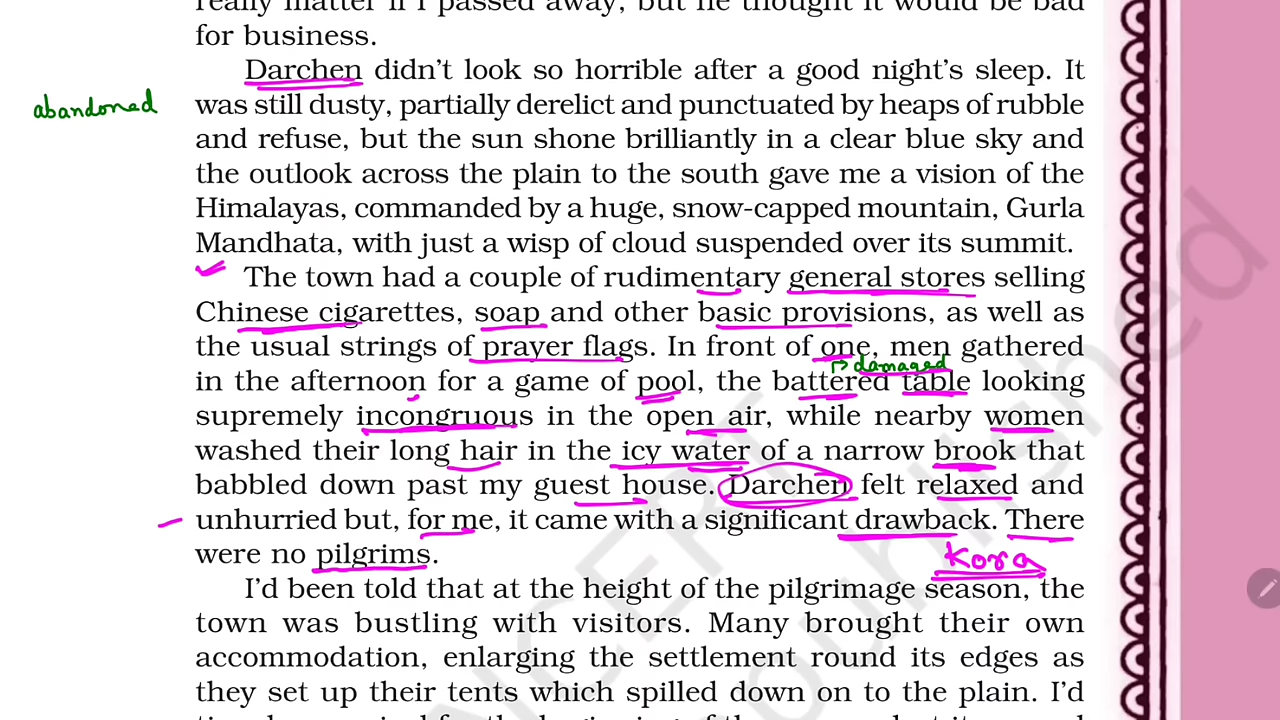 for business.
Darchen didn't look so horrible after a good night's sleep. It
abandoned
was still dusty, partially derelict and punctuated by heaps of rubble
and refuse, but the sun shone brilliantly in a clear blue sky and
the outlook across the plain to the south gave me a vision of the
Himalayas, commanded by a huge, snow-capped mountain, Gurla
Mandhata, with just a wisp of cloud suspended over its summit.
The town had a couple of rudimentary general stores selling
Chinese cigarettes, soap and other basic provisions, as well as
the usual strings of prayer flags. In front of one, men gathered
damaged
in the afternoon for a game of pool, the battered table looking
supremely incongruous in the open air, while nearby women
washed their long hair in the icy water of a narrow brook that
babbled down past my guest house. Darchen felt relaxed and
unhurried but, for me, it came with a significant drawback. There
were no pilgrims.
Kora
I'd been told that at the height of the pilgrimage season, the
town was bustling with visitors. Many brought their own
accommodation, enlarging the settlement round its edges as
they set up their tents which spilled down on to the plain. I'd